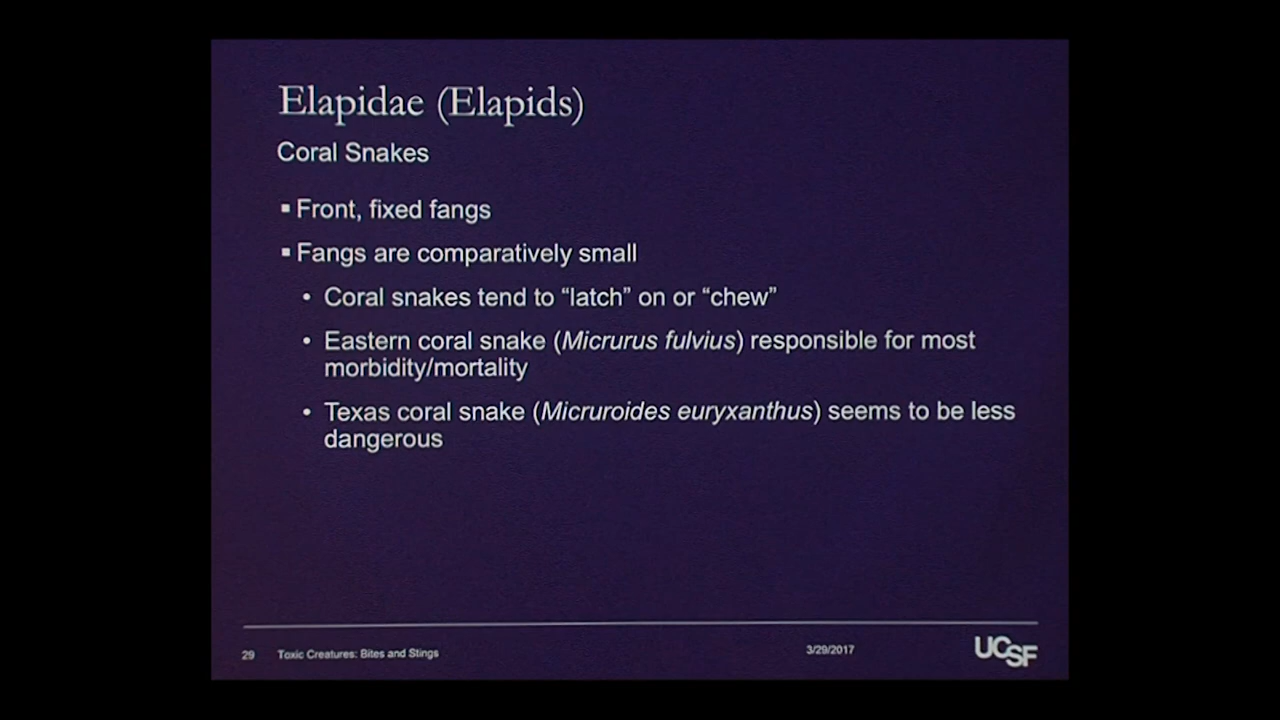 Elapidae (Elapids)
Coral Snakes
▪ Front, fixed fangs
▪ Fangs are comparatively small
• Coral snakes tend to “latch” on or “chew”
• Eastern coral snake (Micrurus fulvius) responsible for most
morbidity/mortality
• Texas coral snake (Micruroides euryxanthus) seems to be less
dangerous
29 Toxic Creatures: Bites and Stings 3/29/2017 UCSF